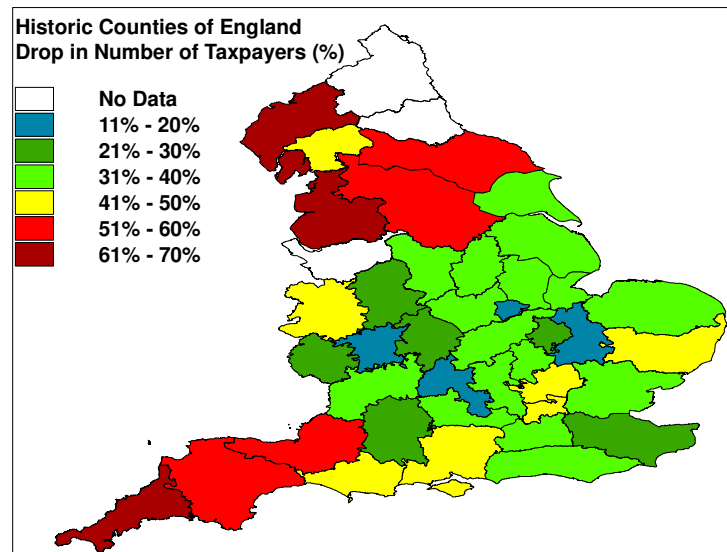 Historic Counties of England
Drop in Number of Taxpayers (%)
No Data
11% - 20%
21% - 30%
31% - 40%
41% - 50%
51% - 60%
61% - 70%